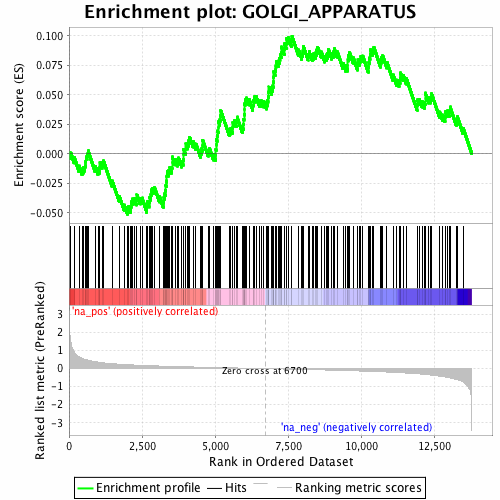 Enrichment plot: GOLGI_APPARATUS
Enrichment score (ES)
0.100
0.075
0.050
0.025
0.000
-0.025
-0.050
'na_pos' (positively correlated)
Ranked list metric (PreRanked)
3
2
1
0
-1
-2
-3
Zero cross at 6700
'na_neg' (negatively correlated)
0
2,500
5,000
7,500
10,000
12,500
Rank in Ordered Dataset
Enrichment profile
Hits
Ranking metric scores